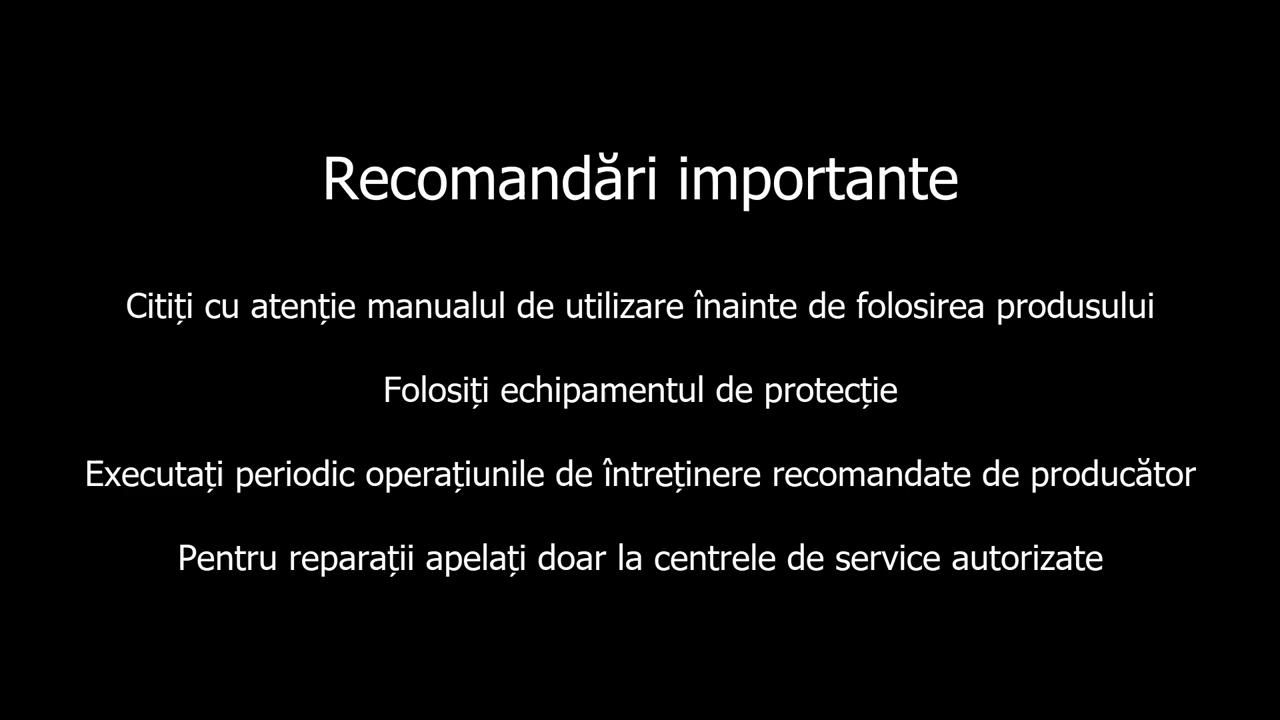 Recomandări importante
Citiți cu atenție manualul de utilizare înainte de folosirea produsului
Folosiți echipamentul de protecție
Executați periodic operațiunile de întreținere recomandate de producător
Pentru reparații apelați doar la centrele de service autorizate